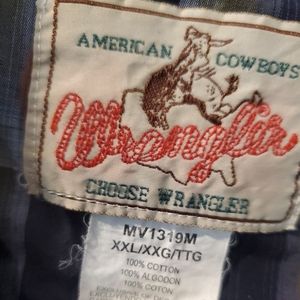 AMERICAN COWBOYS
Wrangler
CHOOSE WRANGLER
MV1319M
XXL/XXG/TTG
100% COTTON
100% ALGODON
100% COTON